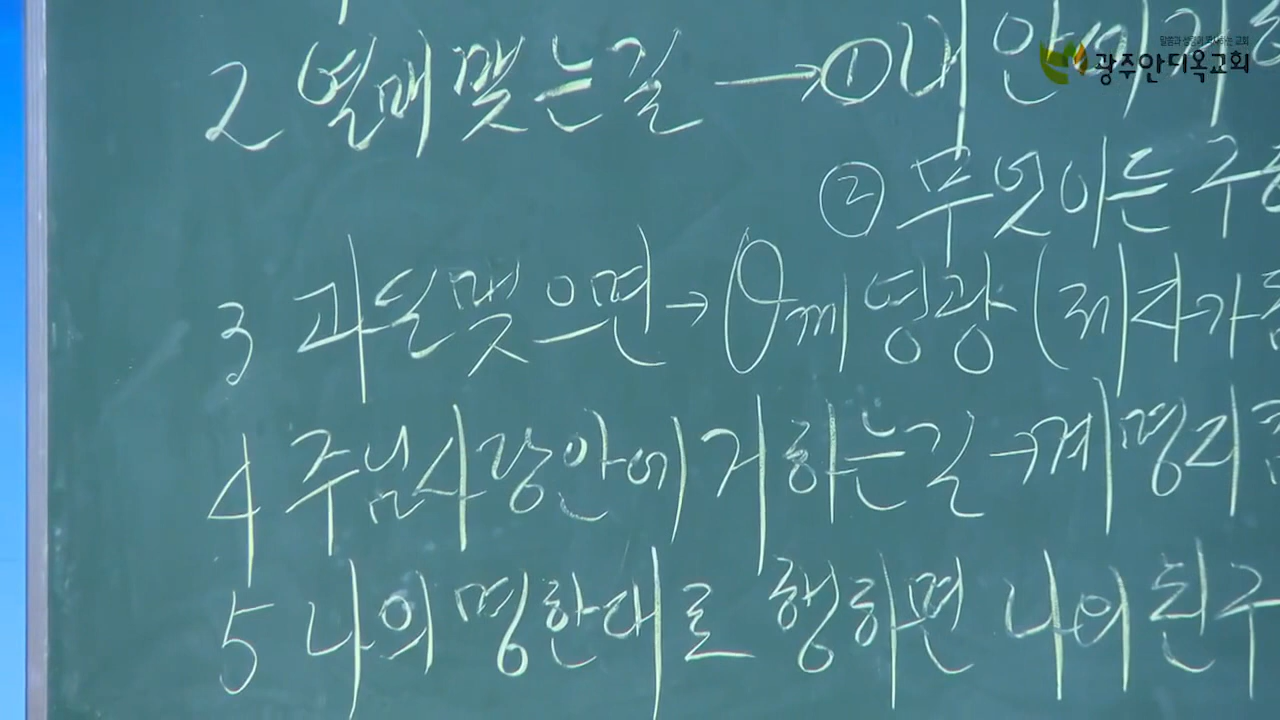 광주안디옥교회
2 열매 맺는 길 → ① 내 안에 거
② 무엇이든 구
3 과실 맺으면 → θ께 영광 (제자가
4 주님 사랑 안에 거하는 길 → 계명 지
5 나의 명한대로 행하면 나의 친구